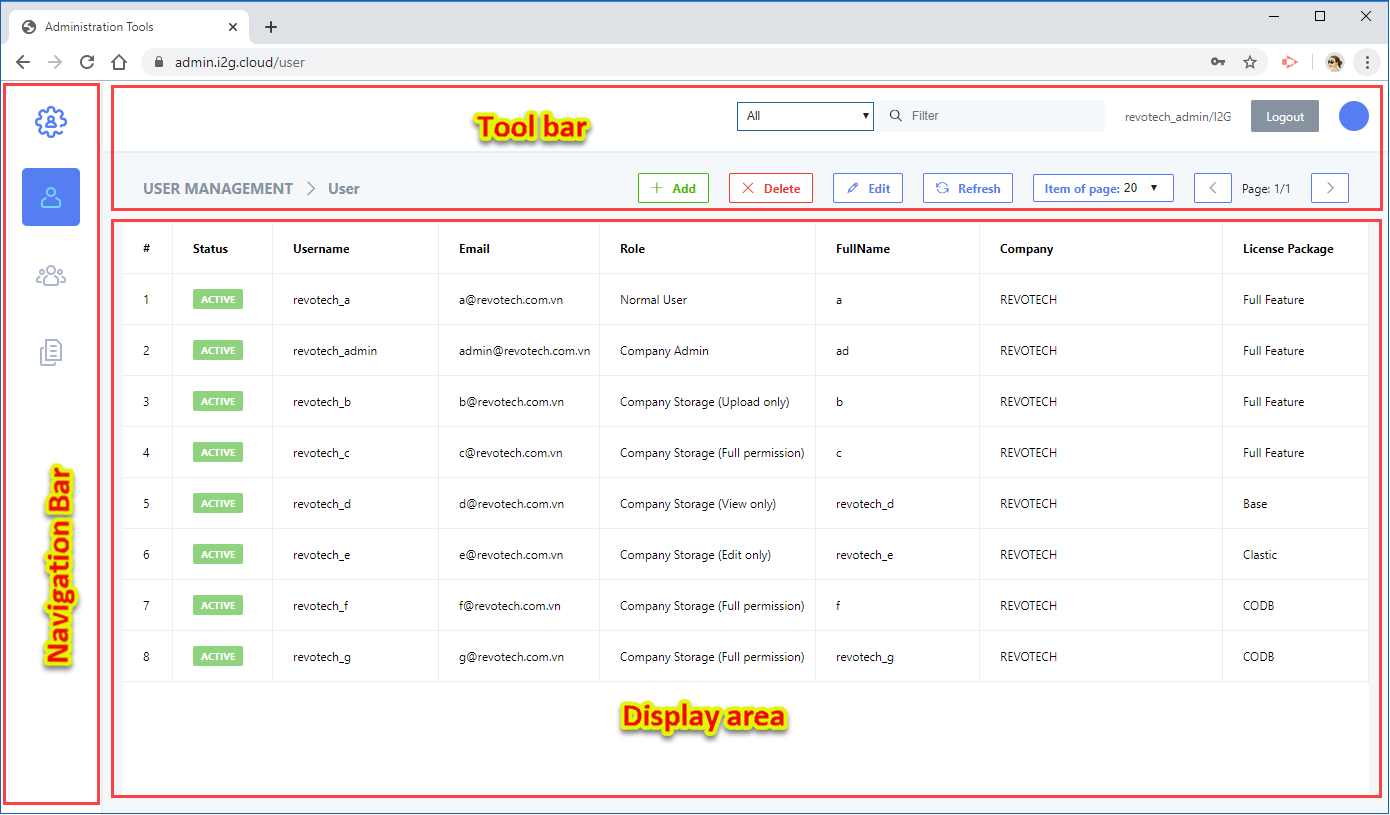 Administration Tools
admin.i2g.cloud/user
Tool bar
All
Filter
revotech_admin/I2G
Logout
USER MANAGEMENT > User
Add
Delete
Edit
Refresh
Item of page: 20
Page: 1/1
# Status Username Email Role FullName Company License Package
1 ACTIVE revotech_a a@revotech.com.vn Normal User a REVOTECH Full Feature
2 ACTIVE revotech_admin admin@revotech.com.vn Company Admin ad REVOTECH Full Feature
3 ACTIVE revotech_b b@revotech.com.vn Company Storage (Upload only) b REVOTECH Full Feature
4 ACTIVE revotech_c c@revotech.com.vn Company Storage (Full permission) c REVOTECH Full Feature
5 ACTIVE revotech_d d@revotech.com.vn Company Storage (View only) revotech_d REVOTECH Base
6 ACTIVE revotech_e e@revotech.com.vn Company Storage (Edit only) revotech_e REVOTECH Clastic
7 ACTIVE revotech_f f@revotech.com.vn Company Storage (Full permission) f REVOTECH CODB
8 ACTIVE revotech_g g@revotech.com.vn Company Storage (Full permission) revotech_g REVOTECH CODB
Navigation Bar
Display area